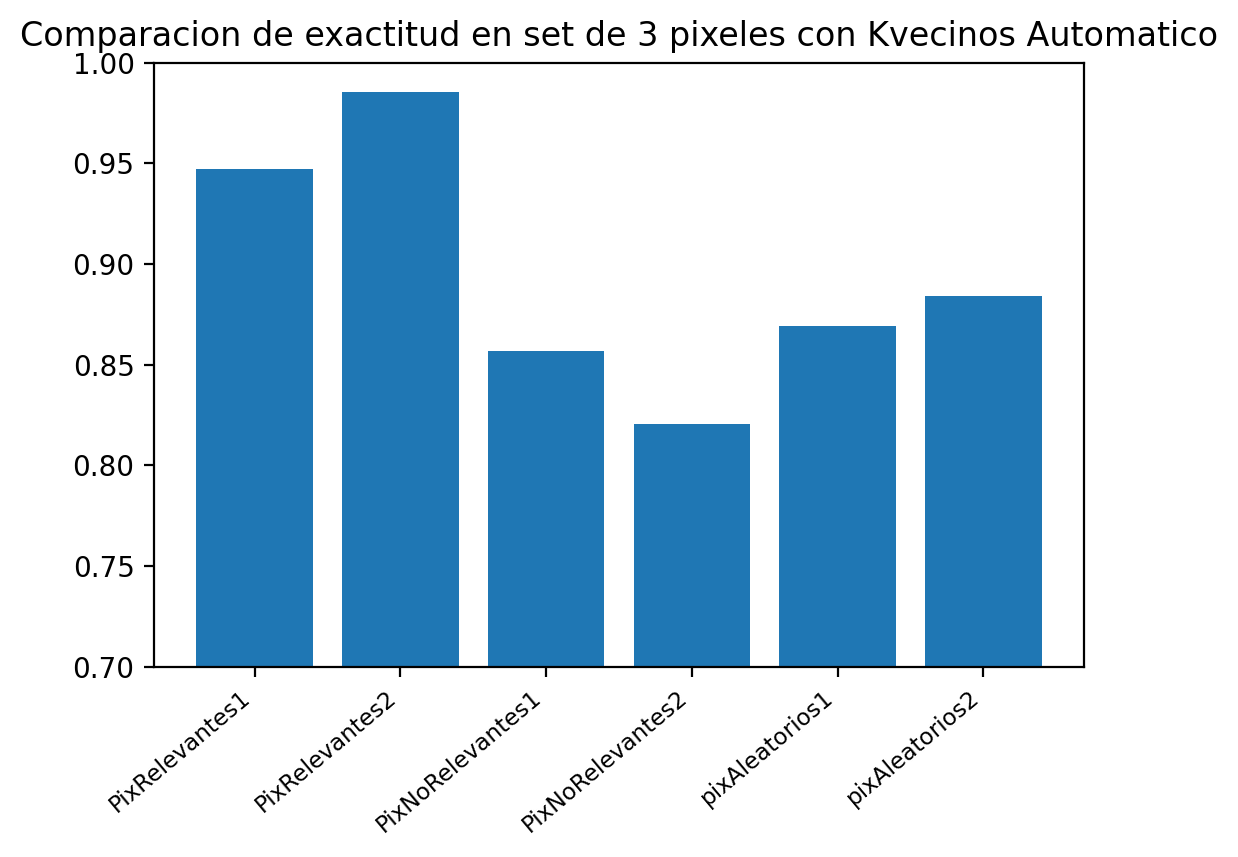 Comparacion de exactitud en set de 3 pixeles con Kvecinos Automatico
1.00
0.95
0.90
0.85
0.80
0.75
0.70
PixRelevantes1
PixRelevantes2
PixNoRelevantes1
PixNoRelevantes2
pixAleatorios1
pixAleatorios2